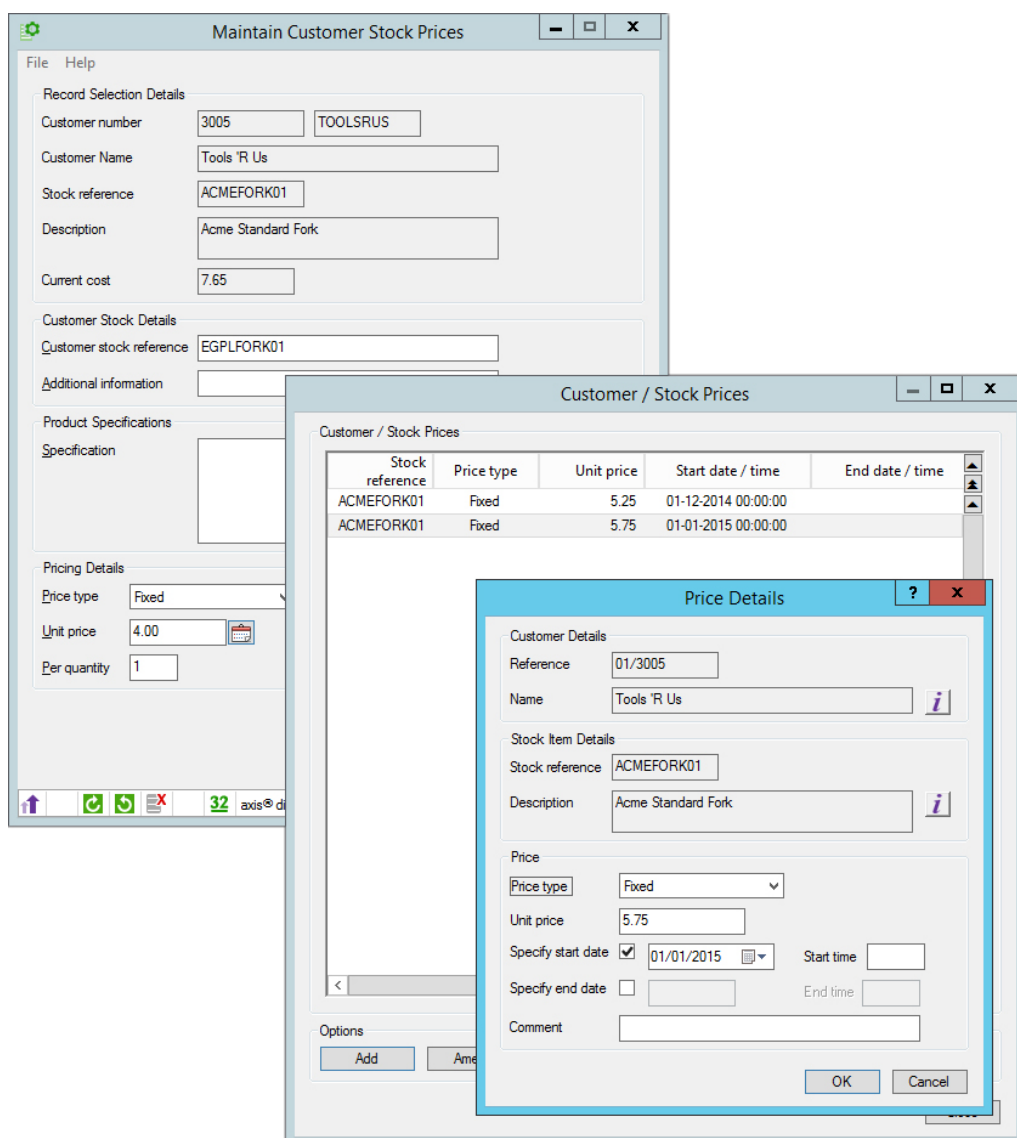 Maintain Customer Stock Prices
File Help
Record Selection Details
Customer number 3005 TOOLSRUS
Customer Name Tools 'R Us
Stock reference ACMEFORK01
Description Acme Standard Fork
Current cost 7.65
Customer Stock Details
Customer stock reference EGPLFORK01
Additional information
Product Specifications
Specification
Pricing Details
Price type Fixed
Unit price 4.00
Per quantity 1
32 axis® di
Customer / Stock Prices
Customer / Stock Prices
Stock reference Price type Unit price Start date / time End date / time
ACMEFORK01 Fixed 5.25 01-12-2014 00:00:00
ACMEFORK01 Fixed 5.75 01-01-2015 00:00:00
Options
Add Ame
Price Details
Customer Details
Reference 01/3005
Name Tools 'R Us
Stock Item Details
Stock reference ACMEFORK01
Description Acme Standard Fork
Price
Price type Fixed
Unit price 5.75
Specify start date 01/01/2015 Start time
Specify end date End time
Comment
OK Cancel